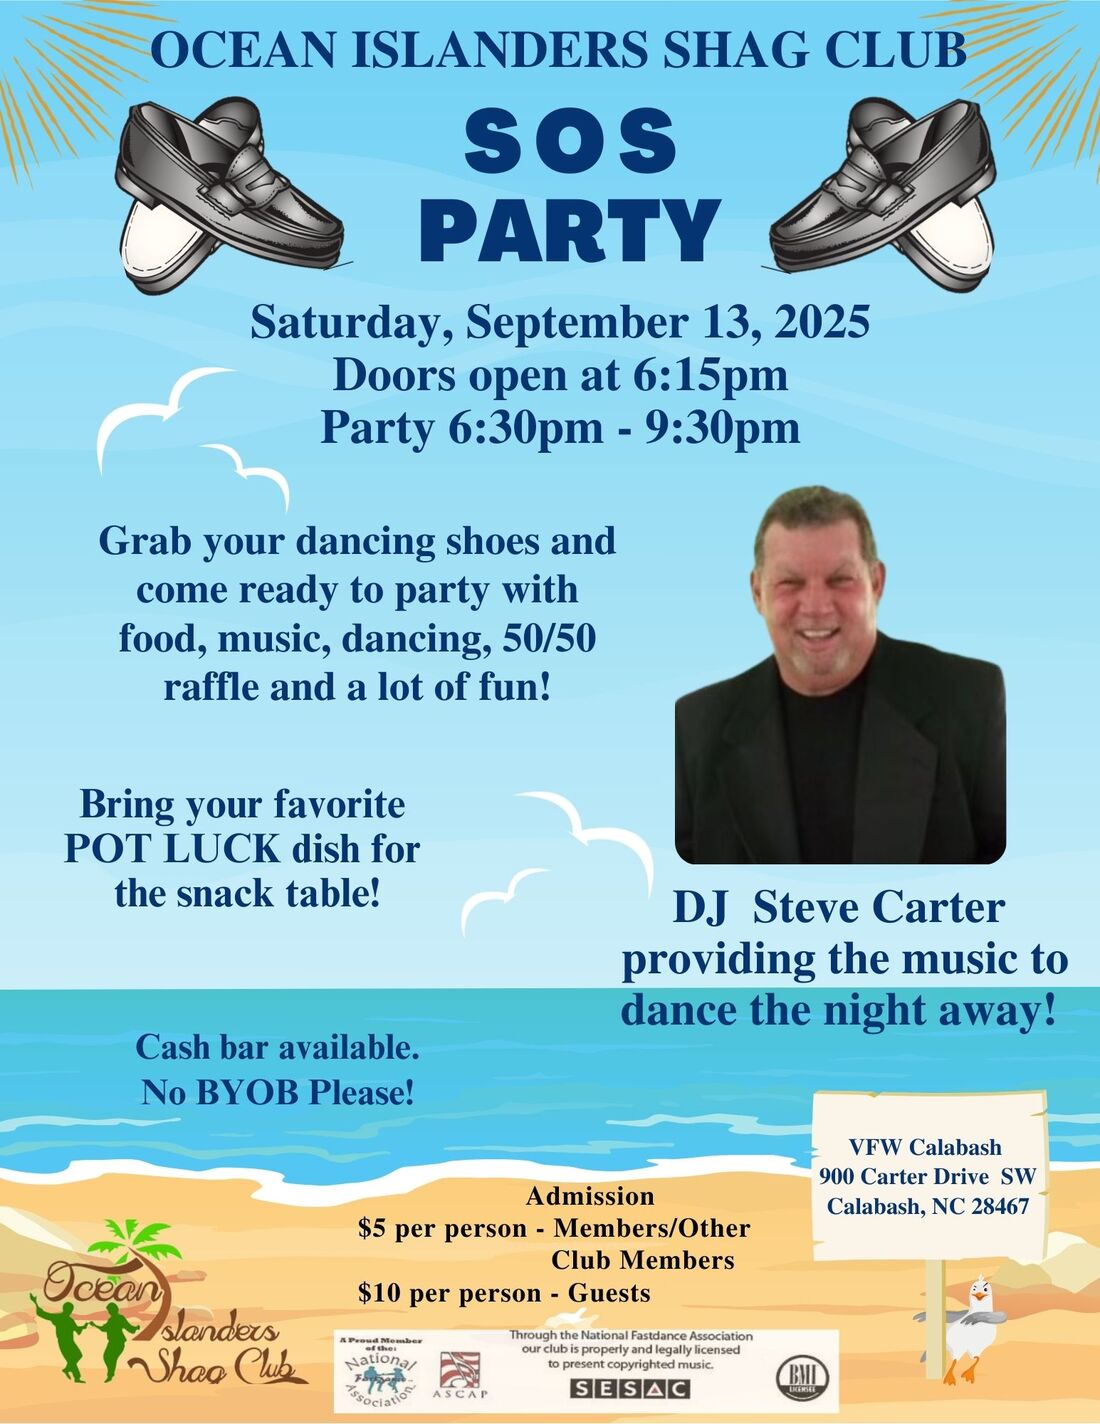 OCEAN ISLANDERS SHAG CLUB
SOS
PARTY
Saturday, September 13, 2025
Doors open at 6:15pm
Party 6:30pm - 9:30pm
Grab your dancing shoes and
come ready to party with
food, music, dancing, 50/50
raffle and a lot of fun!
Bring your favorite
POT LUCK dish for
the snack table!
DJ Steve Carter
providing the music to
dance the night away!
Cash bar available.
No BYOB Please!
VFW Calabash
900 Carter Drive SW
Calabash, NC 28467
Admission
$5 per person - Members/Other
Club Members
$10 per person - Guests
Ocean
Islanders
Shag Club
A Proud Member
of the:
National
Fastdance
Association
ASCAP
Through the National Fastdance Association
our club is properly and legally licensed
to present copyrighted music.
SESAC
BMI
LICENSEE